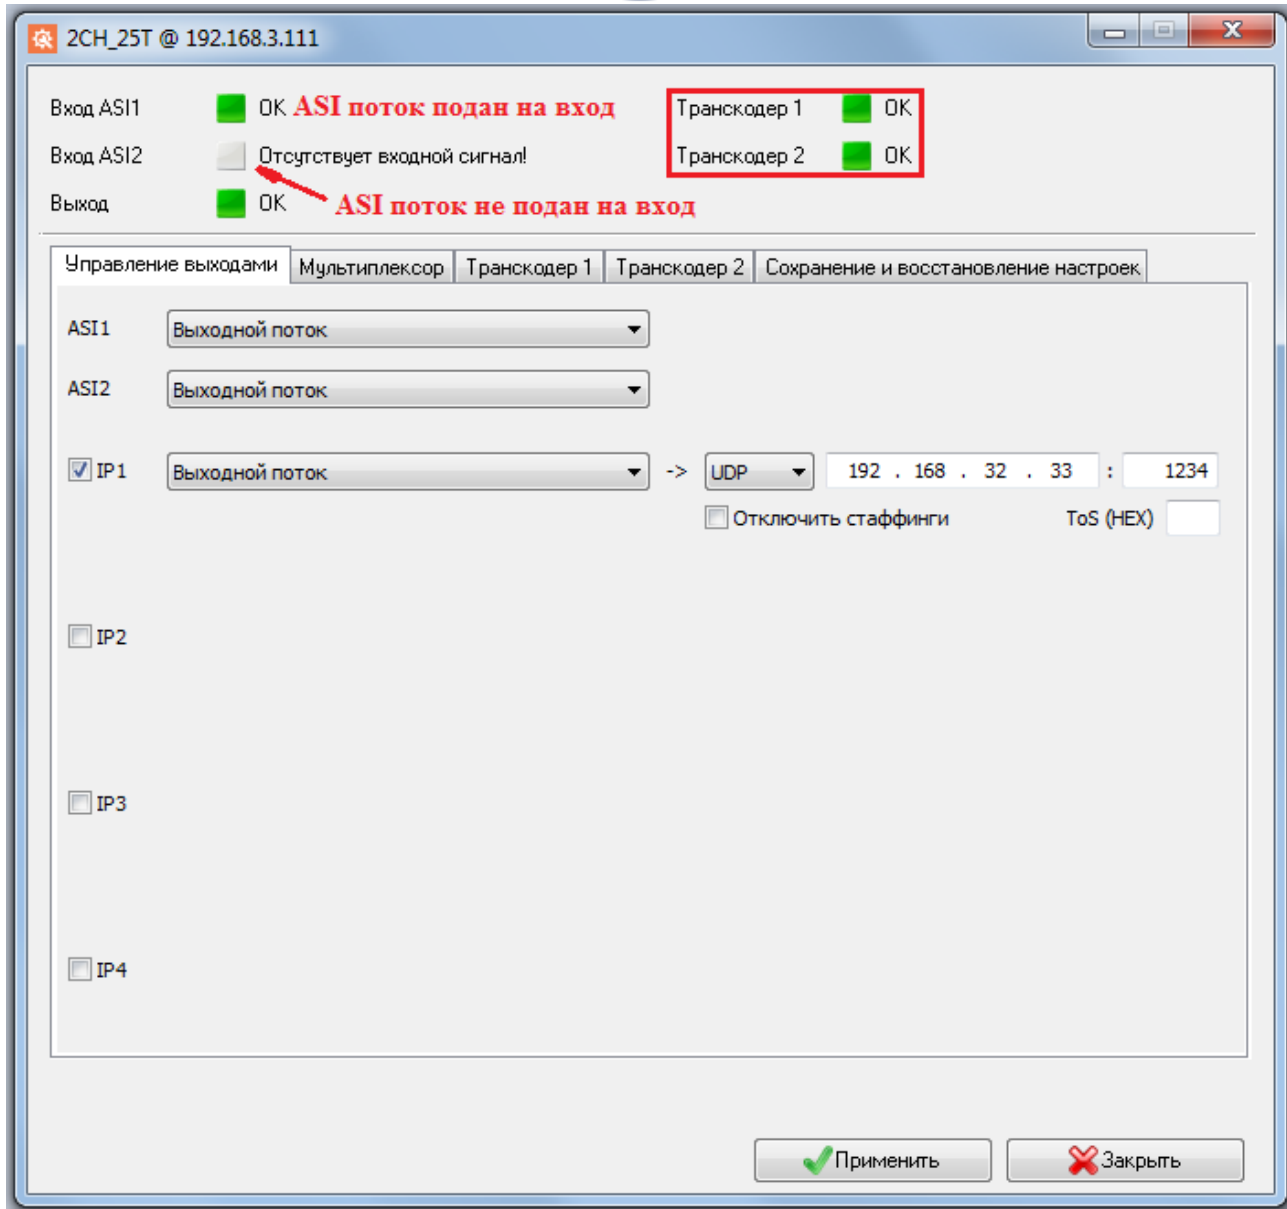 2CH_25T @ 192.168.3.111
Вход ASI1 OK ASI поток подан на вход Транскодер 1 OK
Вход ASI2 Отсутствует входной сигнал! Транскодер 2 OK
Выход OK ASI поток не подан на вход
Управление выходами Мультиплексор Транскодер 1 Транскодер 2 Сохранение и восстановление настроек
ASI1 Выходной поток
ASI2 Выходной поток
IP1 Выходной поток -> UDP 192 . 168 . 32 . 33 : 1234
Отключить стаффинги ToS (HEX)
IP2
IP3
IP4
Применить Закрыть